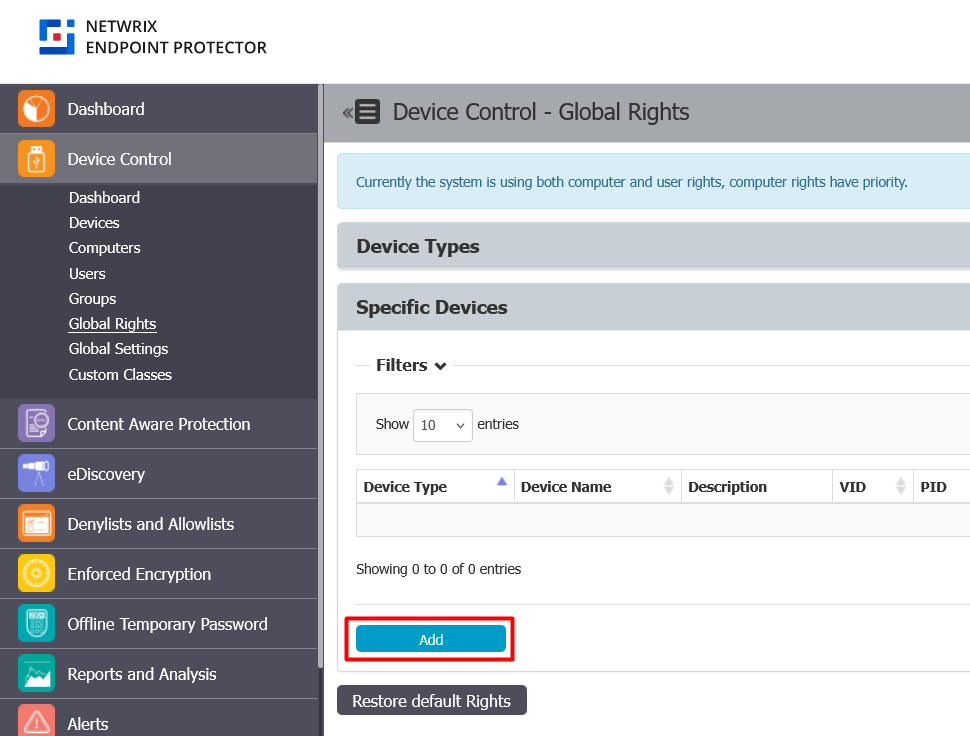 NETWRIX
ENDPOINT PROTECTOR
Dashboard
Device Control
Dashboard
Devices
Computers
Users
Groups
Global Rights
Global Settings
Custom Classes
Content Aware Protection
eDiscovery
Denylists and Allowlists
Enforced Encryption
Offline Temporary Password
Reports and Analysis
Alerts
Device Control - Global Rights
Currently the system is using both computer and user rights, computer rights have priority.
Device Types
Specific Devices
Filters
Show 10 entries
Device Type Device Name Description VID PID
Showing 0 to 0 of 0 entries
Add
Restore default Rights